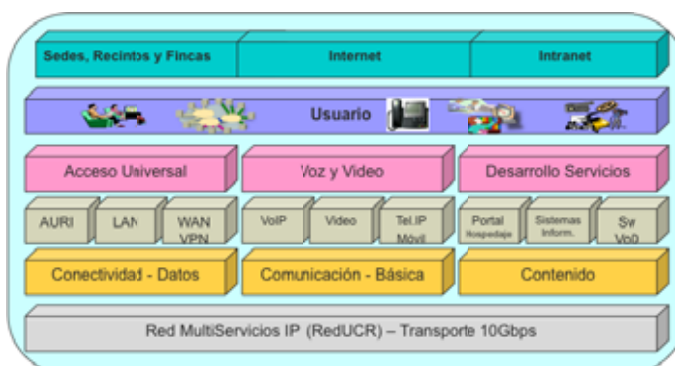 Sedes, Recintos y Fincas
Internet
Intranet
Usuario
Acceso Universal
Voz y Video
Desarrollo Servicios
AURI
LAN
WAN
VPN
VoIP
Video
Tel.IP
Móvil
Portal
Hospedaje
Sistemas
Inform.
Sw
Conectividad - Datos
Comunicación - Básica
Contenido
Red MultiServicios IP (RedUCR) – Transporte 10Gbps